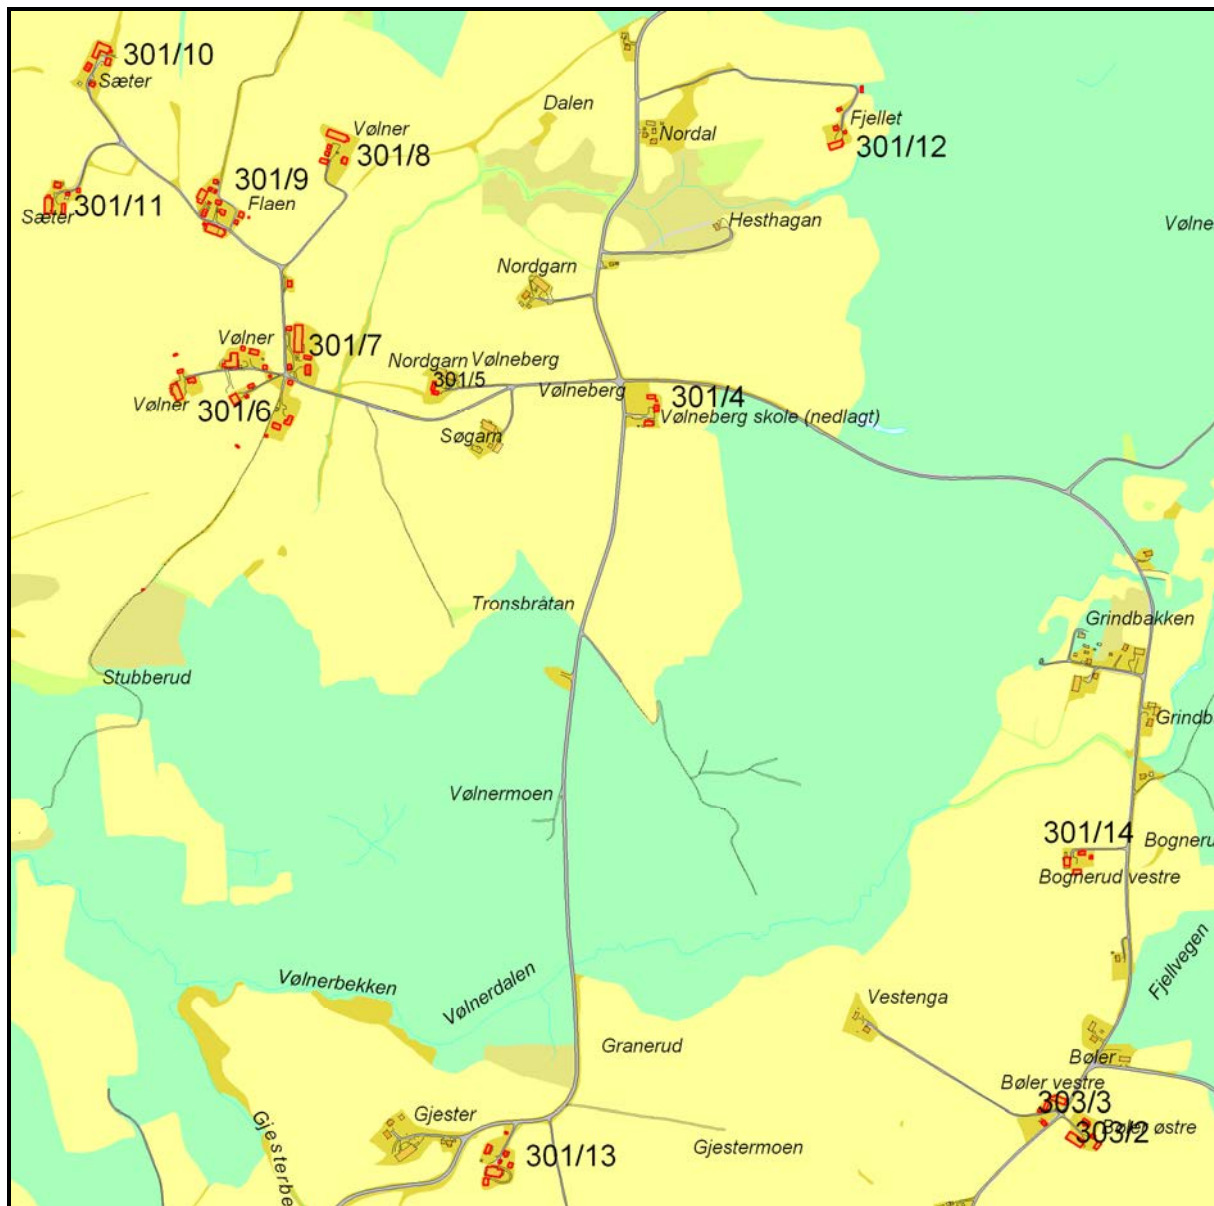 301/10
Sæter
Dalen
Vølner
301/8
Nordal
Fjellet
301/12
301/9
Flaen
301/11
Sæter
Hesthagan
Vølne
Nordgarn
Vølner
301/7
Nordgarn
Vølneberg
301/5
Vølneberg
301/4
Vølneberg skole (nedlagt)
Vølner
301/6
Søgarn
Tronsbråtan
Grindbakken
Stubberud
Grindb
Vølnermoen
301/14
Bogneru
Bognerud vestre
Fjellvegen
Vølnerbekken
Vølnerdalen
Vestenga
Granerud
Bøler
Bøler vestre
303/3
303/2
Bøler østre
Gjester
Gjesterbe
301/13
Gjestermoen